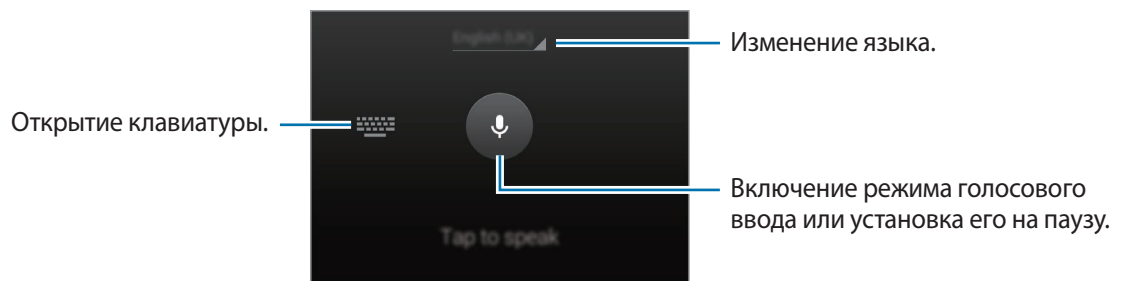 English (UK)
Изменение языка.
Открытие клавиатуры.
Включение режима голосового
ввода или установка его на паузу.
Tap to speak